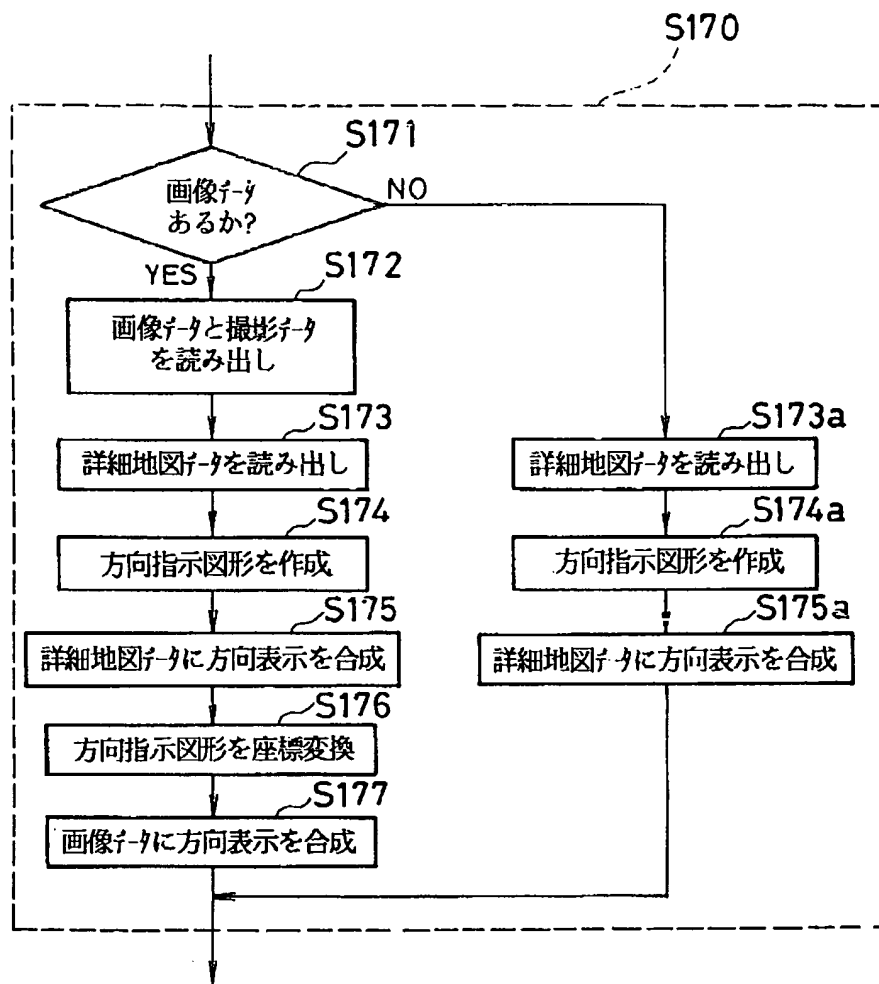 S170
S171
画像データ
あるか?
NO
YES
S172
画像データと撮影データ
を読み出し
S173
詳細地図データを読み出し
S174
方向指示図形を作成
S175
詳細地図データに方向表示を合成
S176
方向指示図形を座標変換
S177
画像データに方向表示を合成
S173a
詳細地図データを読み出し
S174a
方向指示図形を作成
S175a
詳細地図データに方向表示を合成